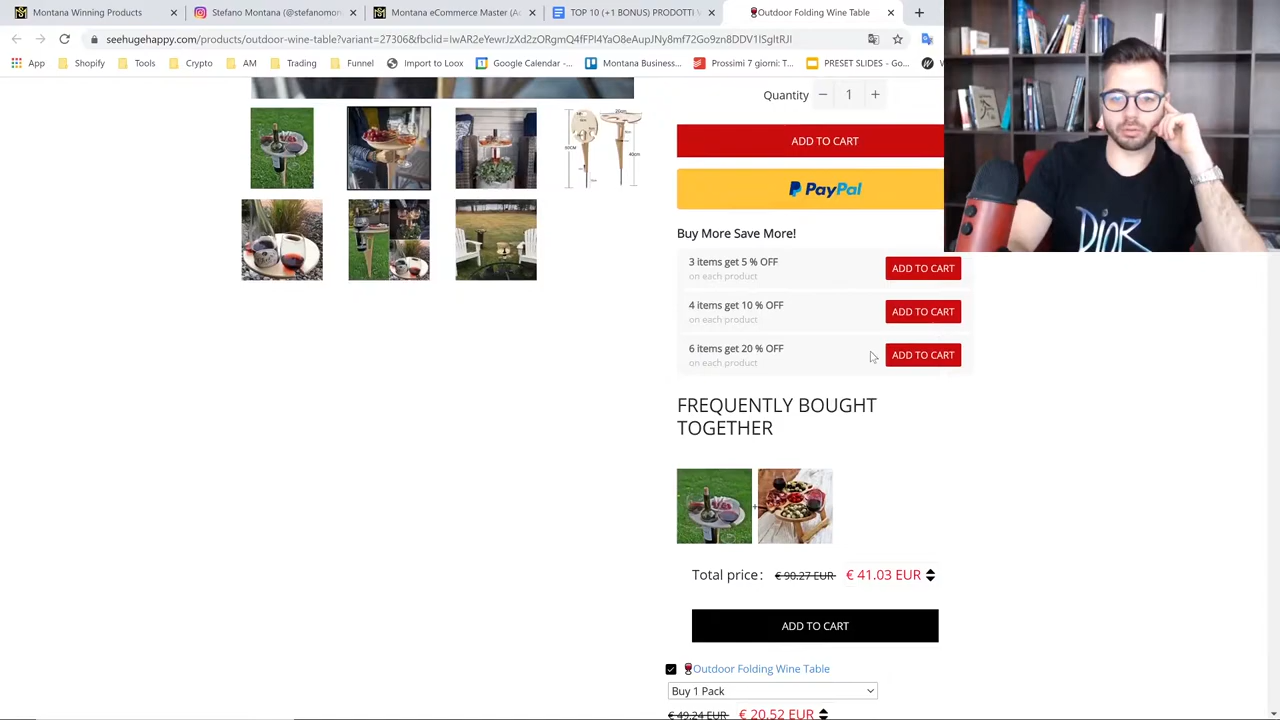 Montana Winning Products
Stefano Montana (@stefanomon
Montana eCommerce Master (Ac
TOP 10 (+1 BONUS) PRODOTTI V
Outdoor Folding Wine Table
seehugehappy.com/products/outdoor-wine-table?variant=27306&fbclid=IwAR2eYewrJzXd2zORgmQ4fFPI4YaO8eAupJNy8mf72Go9zn8DDV1lSgItRJI
Apps
Shopify
Tools
Crypto
AM
Trading
Funnel
Import to Loox
Google Calendar -...
Montana Business...
Prossimi 7 giorni: T...
PRESET SLIDES - Go...
Quantity − 1 +
ADD TO CART
PayPal
Buy More Save More!
3 items get 5 % OFF
on each product
ADD TO CART
4 items get 10 % OFF
on each product
ADD TO CART
6 items get 20 % OFF
on each product
ADD TO CART
FREQUENTLY BOUGHT
TOGETHER
Total price: € 90.27 EUR € 41.03 EUR
ADD TO CART
Outdoor Folding Wine Table
Buy 1 Pack
€ 49.24 EUR € 20.52 EUR
DIOR